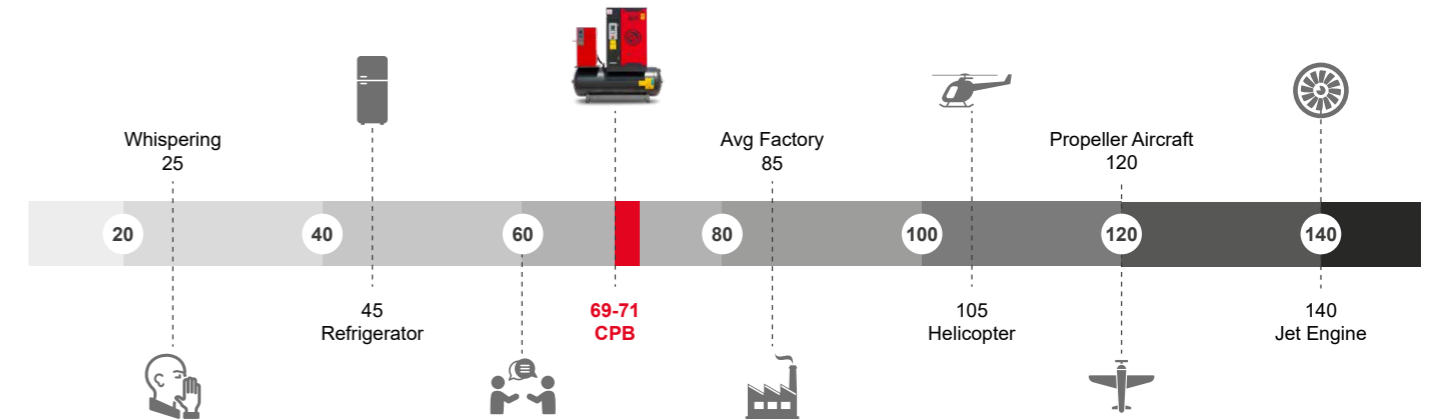 Whispering
25
Avg Factory
85
Propeller Aircraft
120
20
40
60
80
100
120
140
45
Refrigerator
69-71
CPB
105
Helicopter
140
Jet Engine